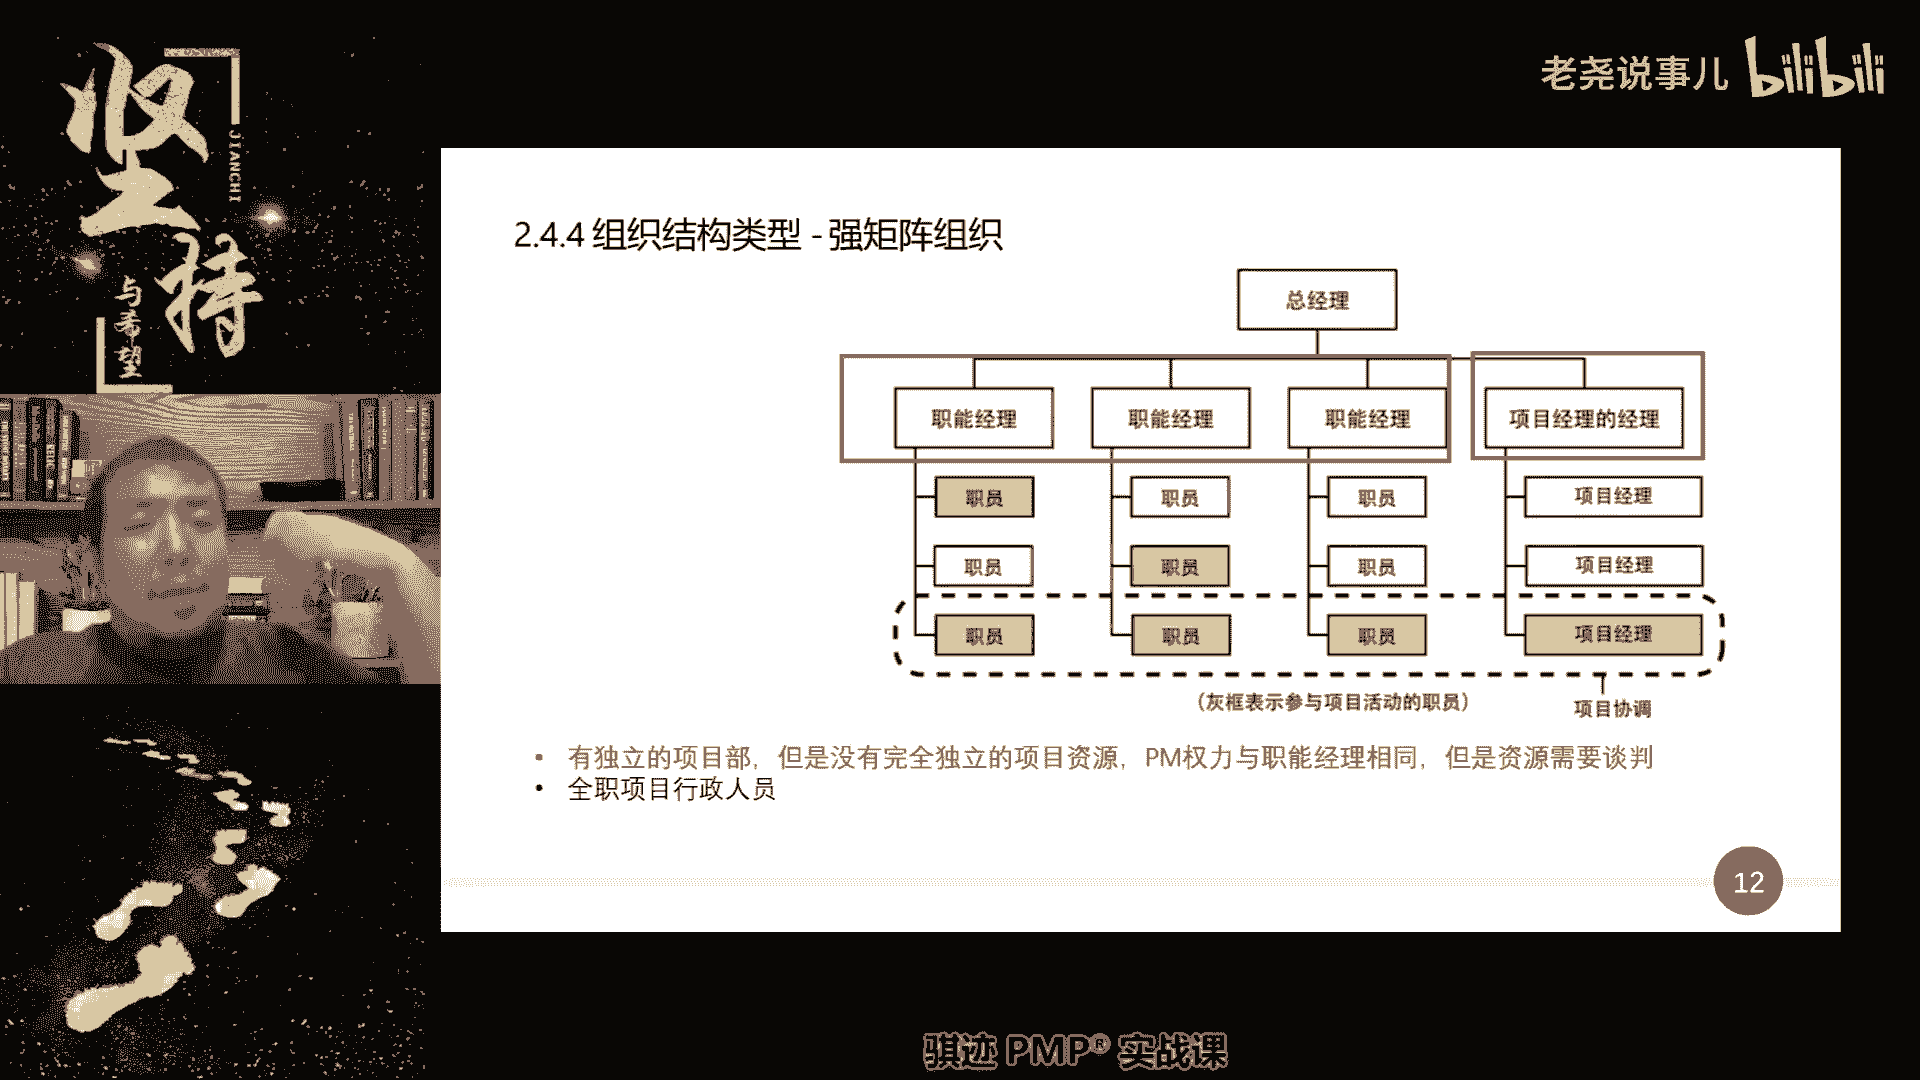 坚持
JIANCHI
与希望
老尧说事儿 bilibili
2.4.4 组织结构类型 - 强矩阵组织
总经理
职能经理 职能经理 职能经理 项目经理的经理
职员 职员 职员 项目经理
职员 职员 职员 项目经理
职员 职员 职员 项目经理
（灰框表示参与项目活动的职员）
项目协调
• 有独立的项目部，但是没有完全独立的项目资源，PM权力与职能经理相同，但是资源需要谈判
• 全职项目行政人员
12
骐迹 PMP® 实战课